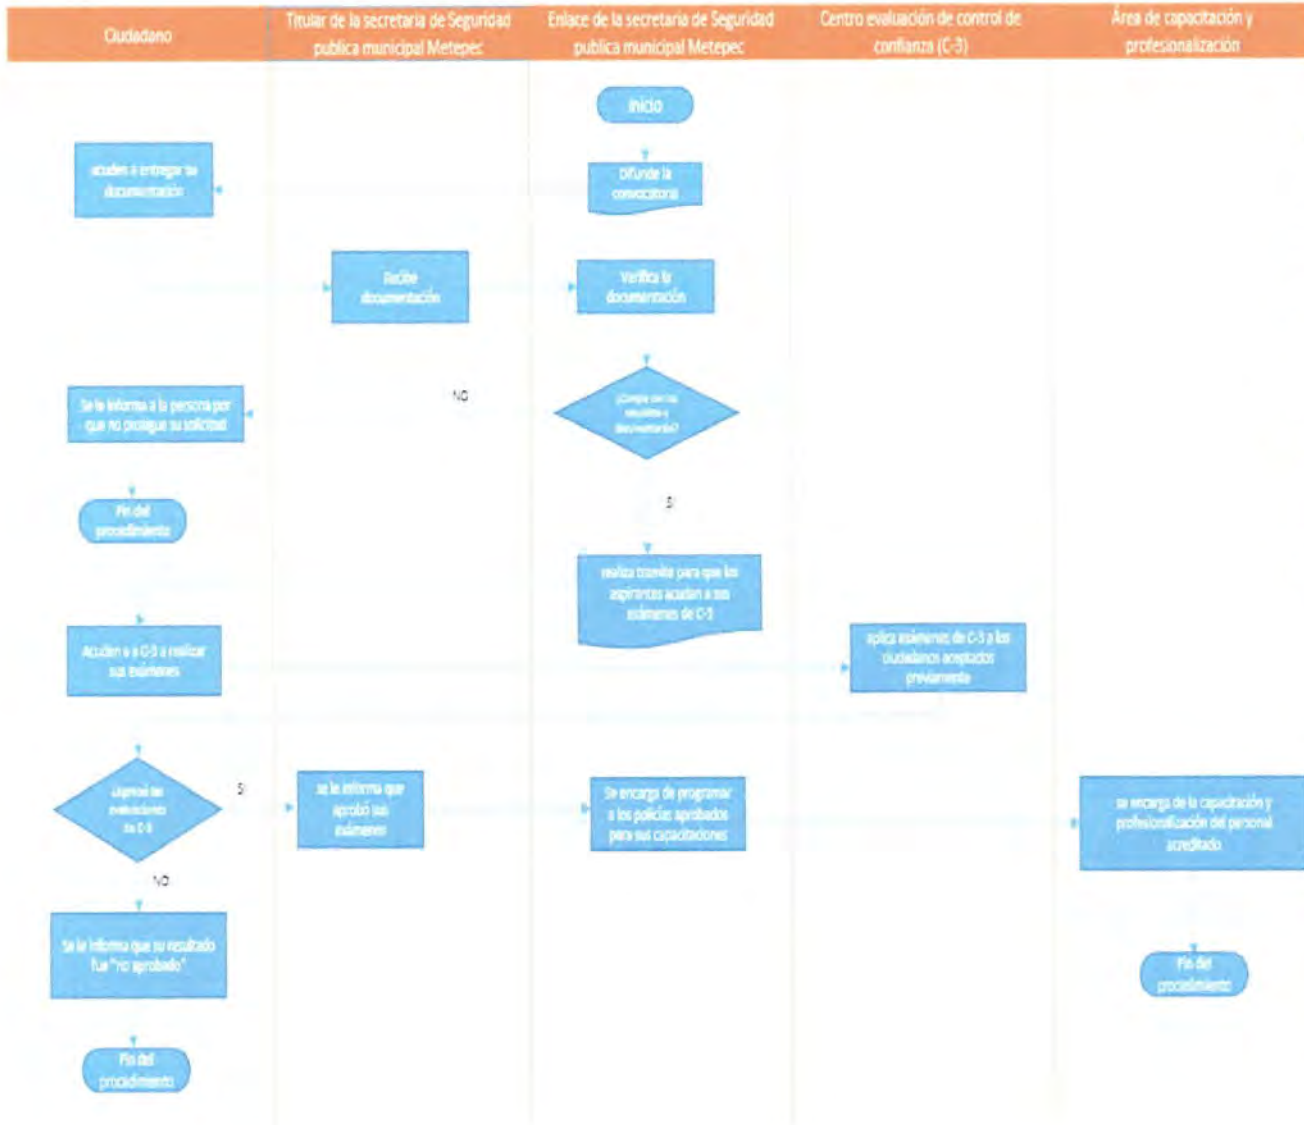 Ciudadano
Titular de la secretaria de Seguridad
publica municipal Metepec
Enlace de la secretaria de Seguridad
publica municipal Metepec
Centro evaluación de control de
confianza (C-3)
Área de capacitación y
profesionalización
Inicio
acuden a entregar su
documentación
Difunde la
convocatoria
Recibe
documentación
Verifica la
documentación
Se le informa a la persona por
que no prosigue su solicitud
NO
¿Cumple con los
requisitos y
documentación?
Fin del
procedimiento
SI
realiza tramite para que los
aspirantes acudan a sus
exámenes de C-3
Acuden a a C-3 a realizar
sus exámenes
aplica exámenes de C-3 a los
ciudadanos aceptados
previamente
evaluaciones
SI
se le informa que
aprobó sus
exámenes
Se encarga de programar
a los policías aprobados
para sus capacitaciones
se encarga de la capacitación y
profesionalización del personal
acreditado
NO
Se le informa que su resultado
fue "no aprobado"
Fin del
procedimiento
Fin del
procedimiento